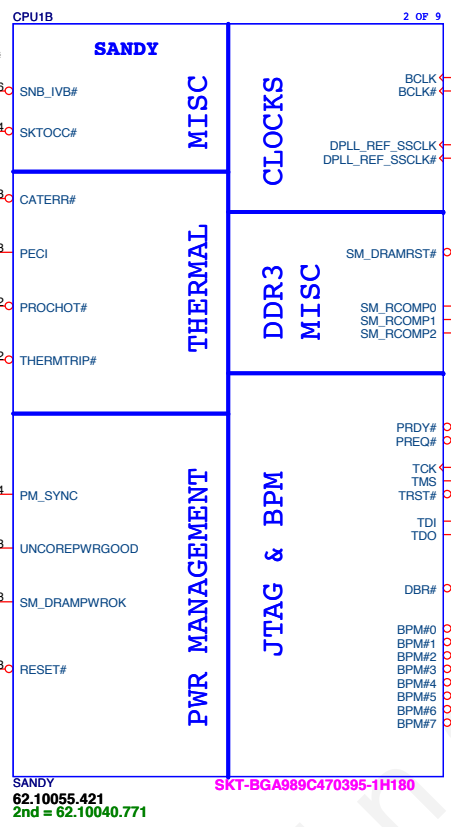 CPU1B
2 OF 9
SANDY
MISC
SNB_IVB#
SKTOCC#
THERMAL
CATERR#
PECI
PROCHOT#
THERMTRIP#
PWR MANAGEMENT
PM_SYNC
UNCOREPWRGOOD
SM_DRAMPWROK
RESET#
CLOCKS
BCLK
BCLK#
DPLL_REF_SSCLK
DPLL_REF_SSCLK#
DDR3
MISC
SM_DRAMRST#
SM_RCOMP0
SM_RCOMP1
SM_RCOMP2
JTAG & BPM
PRDY#
PREQ#
TCK
TMS
TRST#
TDI
TDO
DBR#
BPM#0
BPM#1
BPM#2
BPM#3
BPM#4
BPM#5
BPM#6
BPM#7
SANDY
SKT-BGA989C470395-1H180
62.10055.421
2nd = 62.10040.771